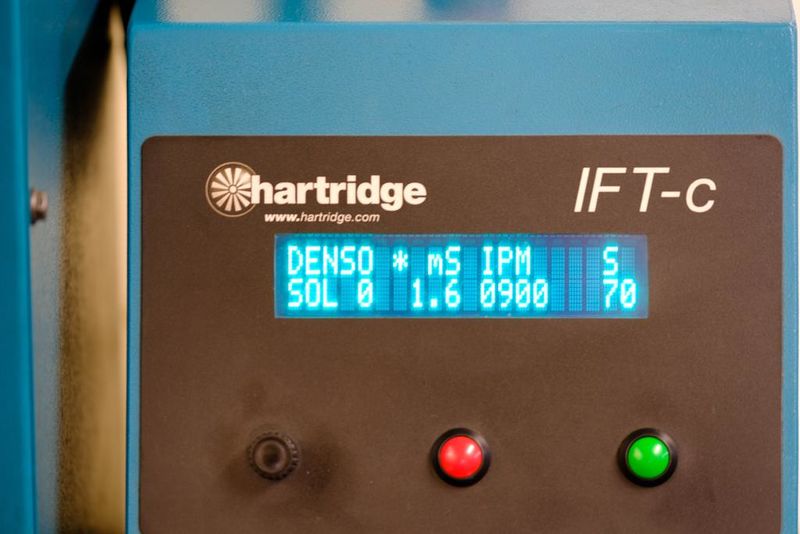 hartridge
www.hartridge.com
IFT-c
DENSO * mS IPM S
SOL 0 1.6 0900 70